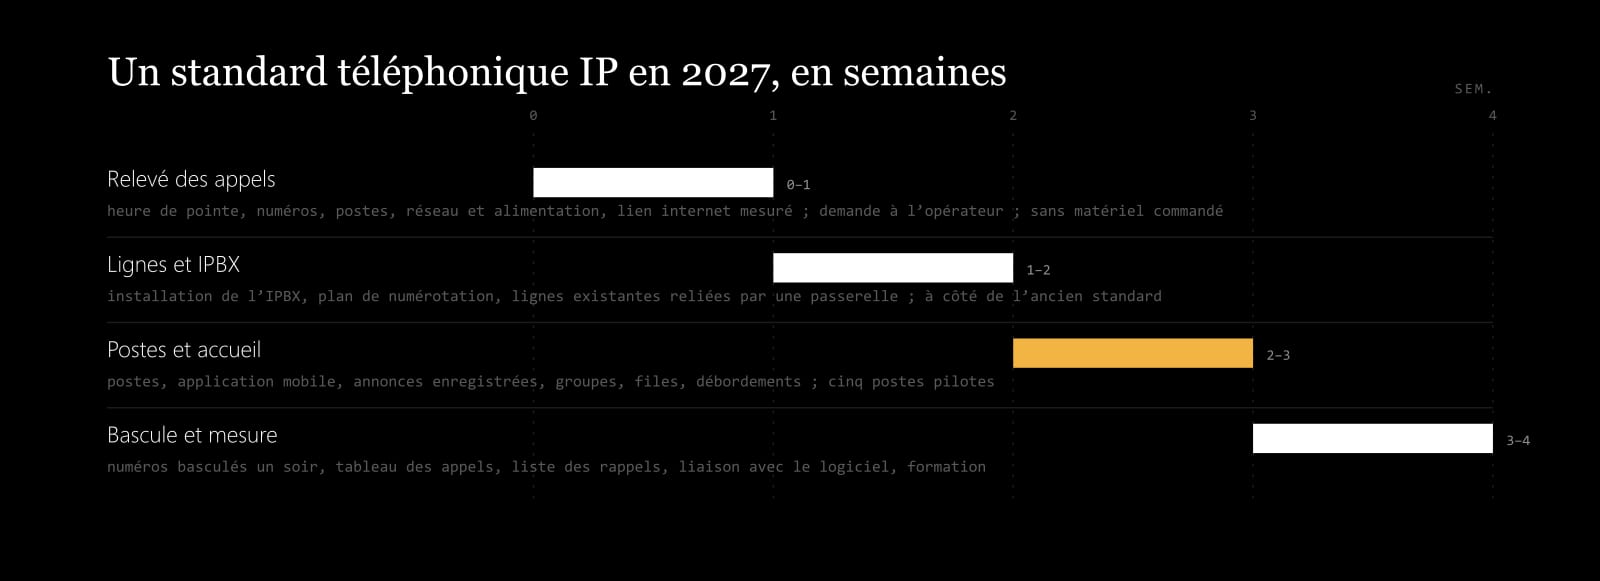 Un standard téléphonique IP en 2027, en semaines
SEM.
0 1 2 3 4
Relevé des appels
0–1
heure de pointe, numéros, postes, réseau et alimentation, lien internet mesuré ; demande à l’opérateur ; sans matériel commandé
Lignes et IPBX
1–2
installation de l’IPBX, plan de numérotation, lignes existantes reliées par une passerelle ; à côté de l’ancien standard
Postes et accueil
2–3
postes, application mobile, annonces enregistrées, groupes, files, débordements ; cinq postes pilotes
Bascule et mesure
3–4
numéros basculés un soir, tableau des appels, liste des rappels, liaison avec le logiciel, formation